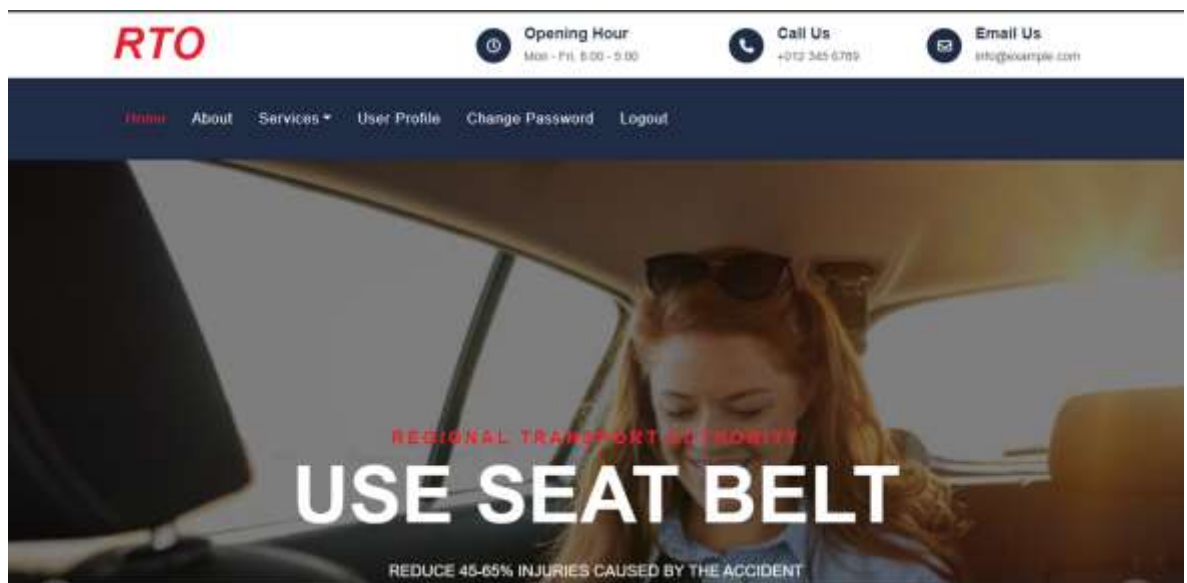 RTO
Opening Hour
Mon - Fri, 8:00 - 9:00
Call Us
+012 345 6789
Email Us
info@example.com
Home About Services User Profile Change Password Logout
REGIONAL TRANSPORT AUTHORITY
USE SEAT BELT
REDUCE 45-65% INJURIES CAUSED BY THE ACCIDENT